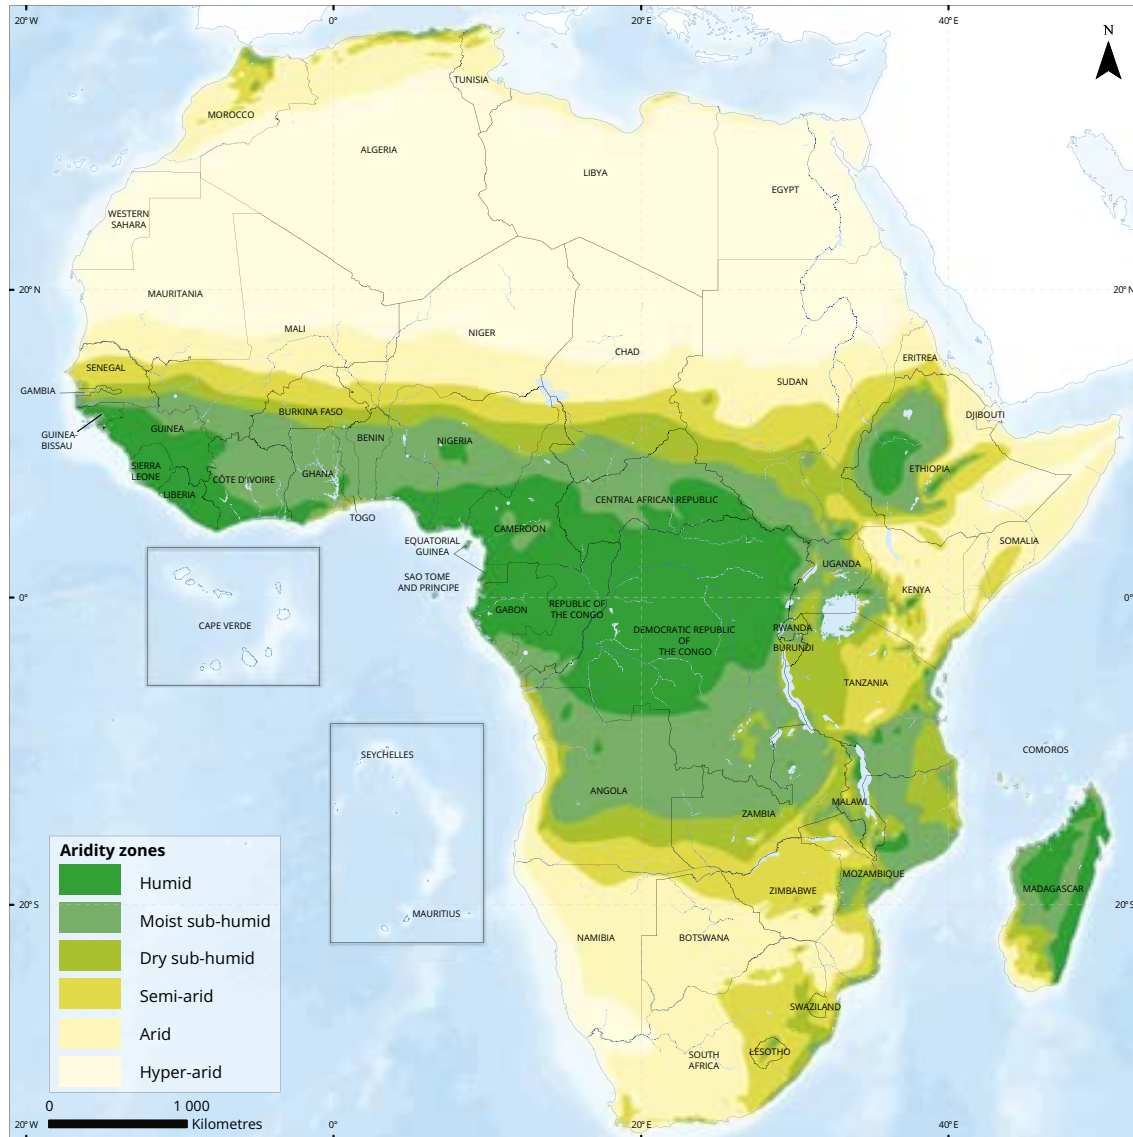 20°W 0° 20°E 40°E
N
TUNISIA
MOROCCO
ALGERIA
LIBYA
EGYPT
WESTERN
SAHARA
20°N 20°N
MAURITANIA
MALI
NIGER
CHAD
ERITREA
SENEGAL
SUDAN
GAMBIA
BURKINA FASO
DJIBOUTI
GUINEA
BENIN
NIGERIA
GUINEA-
BISSAU
SIERRA
LEONE
CÔTE D'IVOIRE
GHANA
ETHIOPIA
LIBERIA
CENTRAL AFRICAN REPUBLIC
TOGO
CAMEROON
EQUATORIAL
GUINEA
SOMALIA
UGANDA
SAO TOME
AND PRINCIPE
KENYA
0° 0°
GABON
REPUBLIC OF
THE CONGO
CAPE VERDE
RWANDA
DEMOCRATIC REPUBLIC
OF
THE CONGO
BURUNDI
TANZANIA
SEYCHELLES
COMOROS
ANGOLA
MALAWI
ZAMBIA
MOZAMBIQUE
ZIMBABWE
MADAGASCAR
20°S 20°S
MAURITIUS
NAMIBIA
BOTSWANA
SWAZILAND
LESOTHO
SOUTH
AFRICA
Aridity zones
Humid
Moist sub-humid
Dry sub-humid
Semi-arid
Arid
Hyper-arid
0 1 000
Kilometres
20°W 0° 20°E 40°E